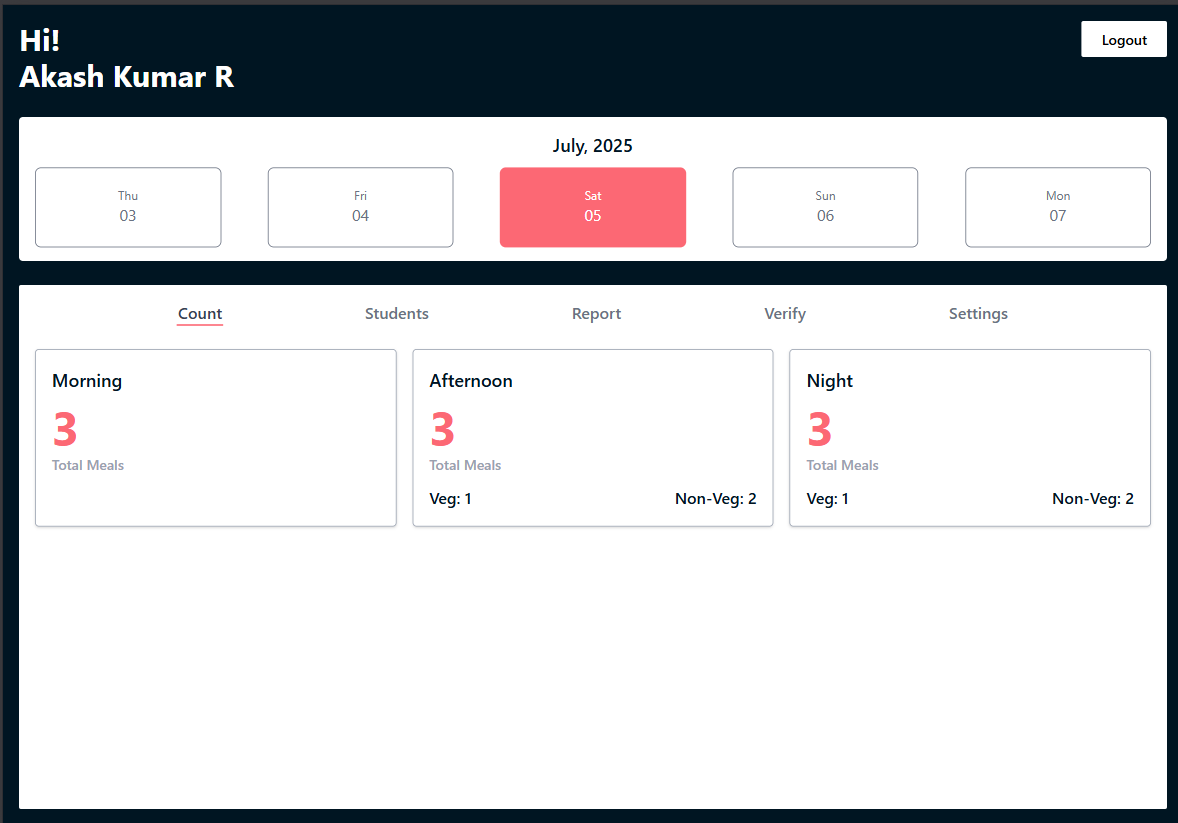 Hi!
Akash Kumar R
Logout
July, 2025
Thu
03
Fri
04
Sat
05
Sun
06
Mon
07
Count
Students
Report
Verify
Settings
Morning
3
Total Meals
Afternoon
3
Total Meals
Veg: 1
Non-Veg: 2
Night
3
Total Meals
Veg: 1
Non-Veg: 2